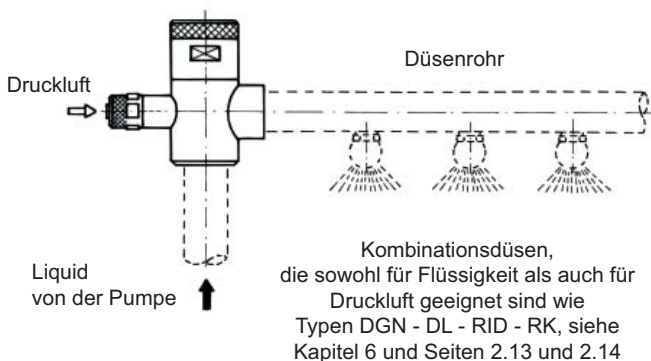 Düsenrohr
Druckluft
Liquid
von der Pumpe
Kombinationsdüsen,
die sowohl für Flüssigkeit als auch für
Druckluft geeignet sind wie
Typen DGN - DL - RID - RK, siehe
Kapitel 6 und Seiten 2.13 und 2.14